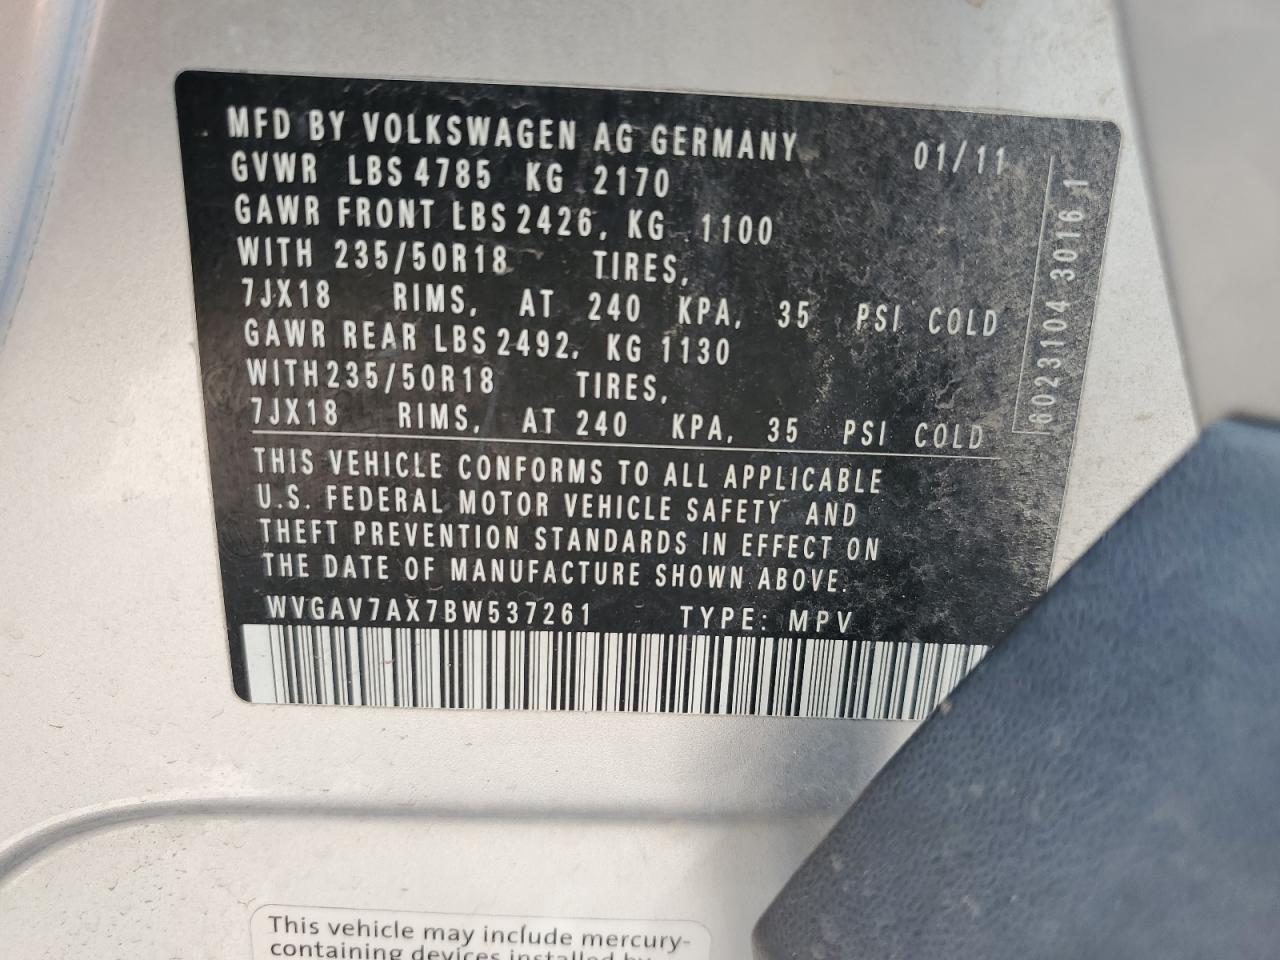 MFD BY VOLKSWAGEN AG GERMANY 01/11
GVWR LBS 4785 KG 2170
GAWR FRONT LBS 2426, KG 1100
WITH 235/50R18 TIRES,
7JX18 RIMS, AT 240 KPA, 35 PSI COLD
GAWR REAR LBS 2492, KG 1130
WITH 235/50R18 TIRES,
7JX18 RIMS, AT 240 KPA, 35 PSI COLD
THIS VEHICLE CONFORMS TO ALL APPLICABLE
U.S. FEDERAL MOTOR VEHICLE SAFETY AND
THEFT PREVENTION STANDARDS IN EFFECT ON
THE DATE OF MANUFACTURE SHOWN ABOVE.
WVGAV7AX7BW537261 TYPE: MPV
6023104 3016 1
This vehicle may include mercury-
containing devices installed by